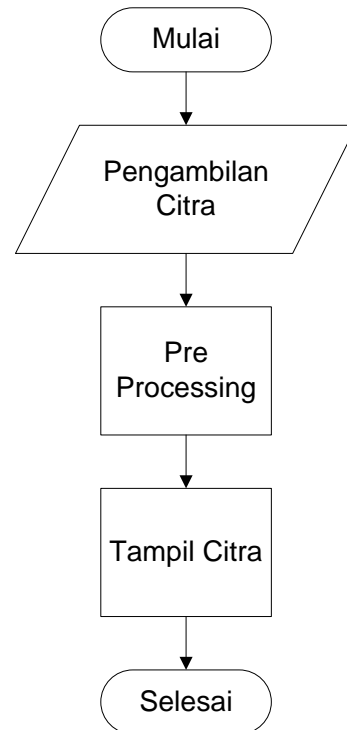 Mulai
Pengambilan
Citra
Pre
Processing
Tampil Citra
Selesai